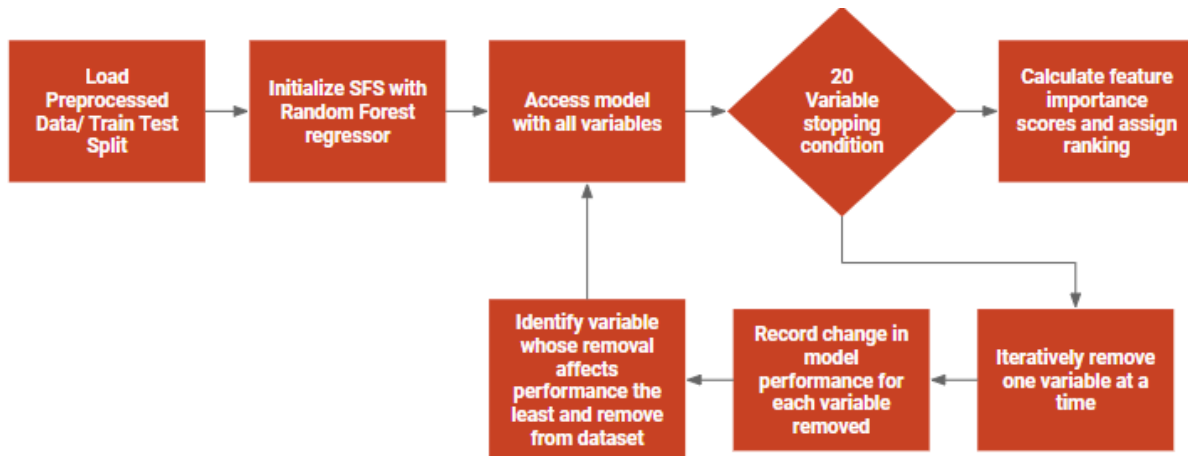 Load
Preprocessed
Data/ Train Test
Split
Initialize SFS with
Random Forest
regressor
Access model
with all variables
20
Variable
stopping
condition
Calculate feature
importance
scores and assign
ranking
Identify variable
whose removal
affects
performance the
least and remove
from dataset
Record change in
model
performance for
each variable
removed
Iteratively remove
one variable at a
time